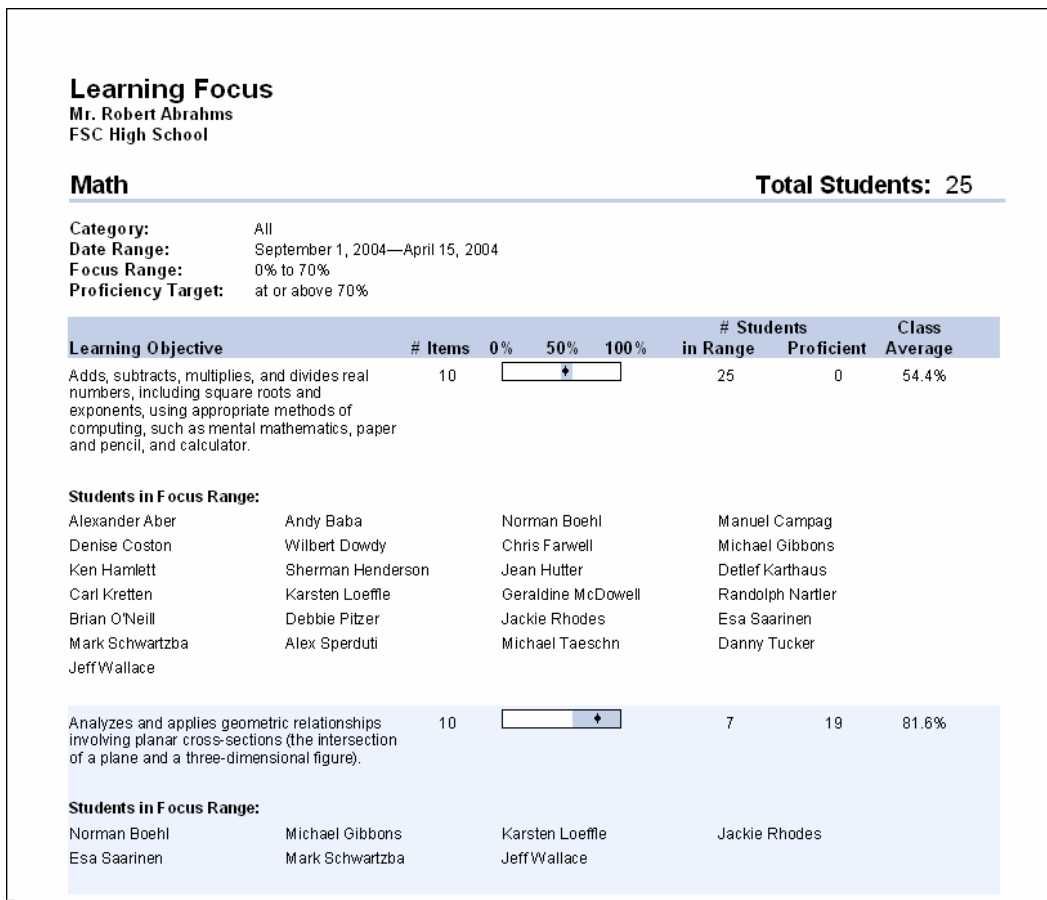 Learning Focus
Mr. Robert Abrahms
FSC High School
Math Total Students: 25
Category: All
Date Range: September 1, 2004—April 15, 2004
Focus Range: 0% to 70%
Proficiency Target: at or above 70%
# Students Class
Learning Objective # Items 0% 50% 100% in Range Proficient Average
Adds, subtracts, multiplies, and divides real 10 25 0 54.4%
numbers, including square roots and
exponents, using appropriate methods of
computing, such as mental mathematics, paper
and pencil, and calculator.
Students in Focus Range:
Alexander Aber Andy Baba Norman Boehl Manuel Campag
Denise Coston Wilbert Dowdy Chris Farwell Michael Gibbons
Ken Hamlett Sherman Henderson Jean Hutter Detlef Karthaus
Carl Kretten Karsten Loeffle Geraldine McDowell Randolph Nartler
Brian O'Neill Debbie Pitzer Jackie Rhodes Esa Saarinen
Mark Schwartzba Alex Sperduti Michael Taeschn Danny Tucker
Jeff Wallace
Analyzes and applies geometric relationships 10 7 19 81.6%
involving planar cross-sections (the intersection
of a plane and a three-dimensional figure).
Students in Focus Range:
Norman Boehl Michael Gibbons Karsten Loeffle Jackie Rhodes
Esa Saarinen Mark Schwartzba Jeff Wallace